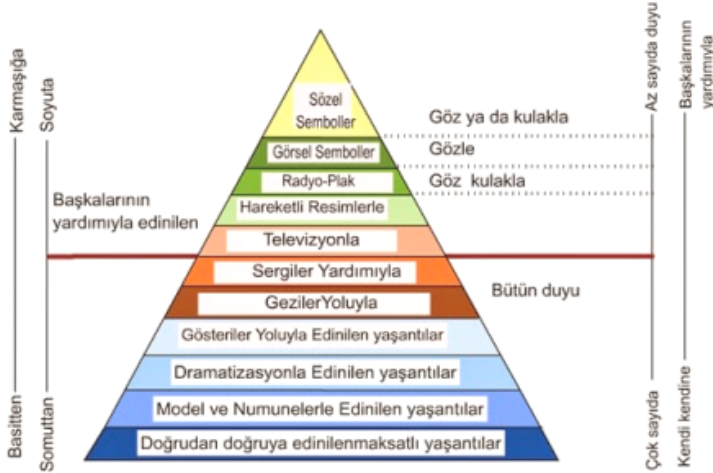 Karmaşığa
Basitten
Soyuta
Somuttan
Başkalarının
yardımıyla edinilen
Sözel
Semboller
Görsel Semboller
Radyo-Plak
Hareketli Resimlerle
Televizyonla
Sergiler Yardımıyla
GezilerYoluyla
Gösteriler Yoluyla Edinilen yaşantılar
Dramatizasyonla Edinilen yaşantılar
Model ve Numunelerle Edinilen yaşantılar
Doğrudan doğruya edinilenmaksatlı yaşantılar
Göz ya da kulakla
Gözle
Göz kulakla
Bütün duyu
Az sayıda duyu
Çok sayıda
Başkalarının
yardımıyla
Kendi kendine